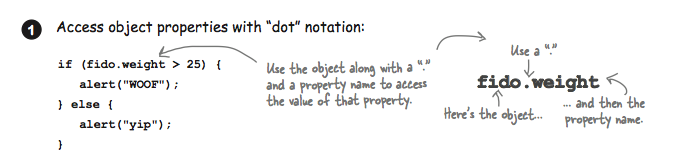 1 Access object properties with “dot” notation:
if (fido.weight > 25) {
alert("WOOF");
} else {
alert("yip");
}
Use the object along with a “.”
and a property name to access
the value of that property.
Use a “.”
fido.weight
Here's the object...
... and then the
property name.